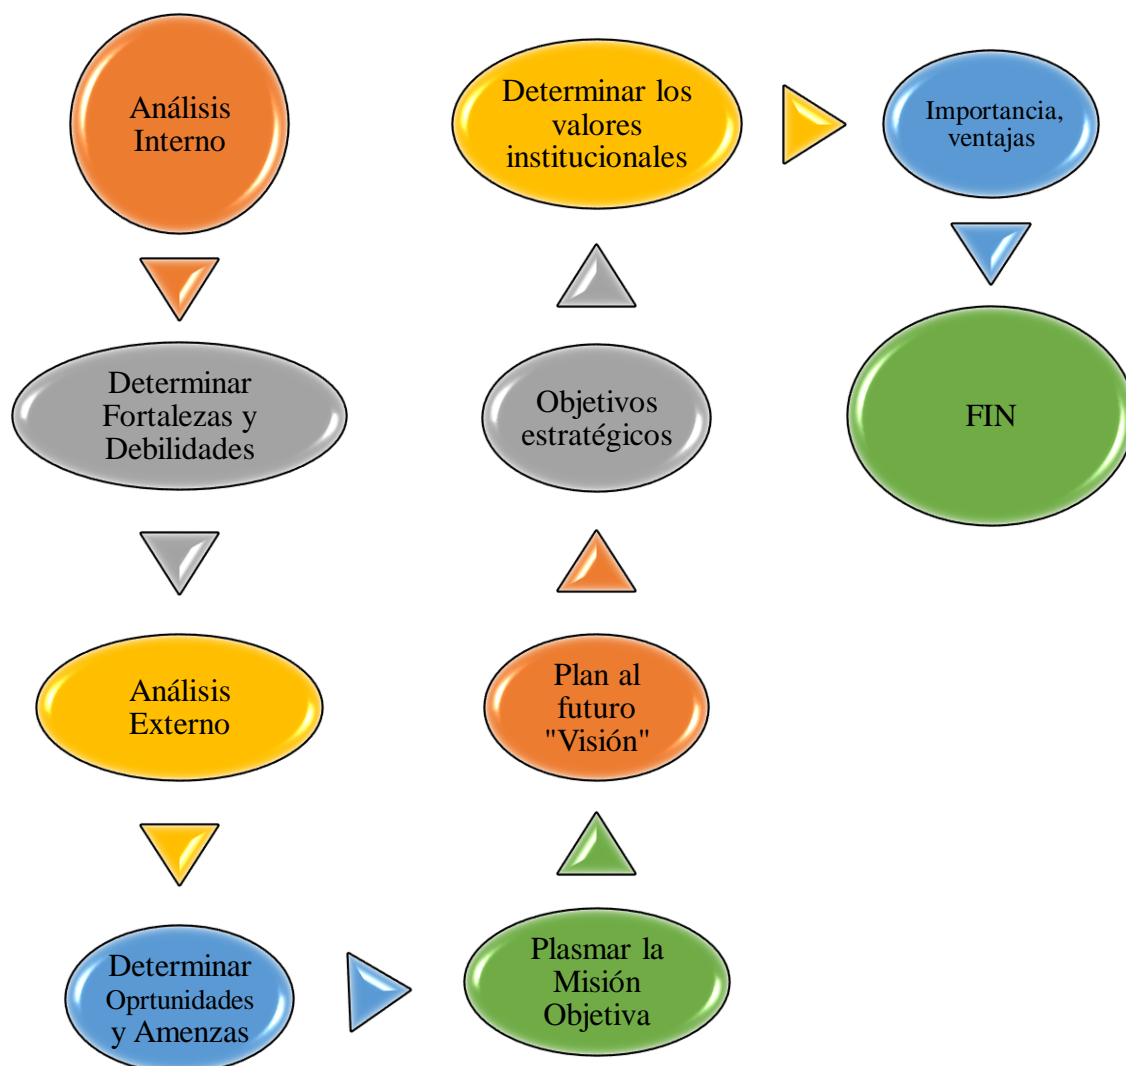 Análisis
Interno
Determinar
Fortalezas y
Debilidades
Análisis
Externo
Determinar
Oprtunidades
y Amenzas
Plasmar la
Misión
Objetiva
Plan al
futuro
"Visión"
Objetivos
estratégicos
Determinar los
valores
institucionales
Importancia,
ventajas
FIN